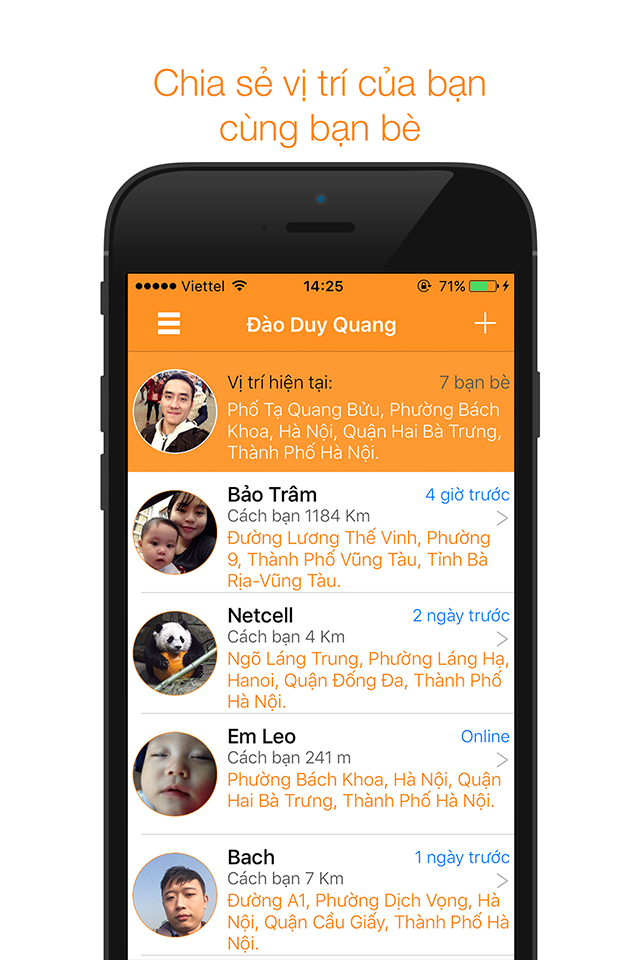 Chia sẻ vị trí của bạn
cùng bạn bè
Viettel 14:25 71%
Đào Duy Quang
Vị trí hiện tại: 7 bạn bè
Phố Tạ Quang Bửu, Phường Bách
Khoa, Hà Nội, Quận Hai Bà Trưng,
Thành Phố Hà Nội.
Bảo Trâm 4 giờ trước
Cách bạn 1184 Km
Đường Lương Thế Vinh, Phường
9, Thành Phố Vũng Tàu, Tỉnh Bà
Rịa-Vũng Tàu.
Netcell 2 ngày trước
Cách bạn 4 Km
Ngõ Láng Trung, Phường Láng Hạ,
Hanoi, Quận Đống Đa, Thành Phố
Hà Nội.
Em Leo Online
Cách bạn 241 m
Phường Bách Khoa, Hà Nội, Quận
Hai Bà Trưng, Thành Phố Hà Nội.
Bach 1 ngày trước
Cách bạn 7 Km
Đường A1, Phường Dịch Vọng, Hà
Nội, Quận Cầu Giấy, Thành Phố Hà
Nội.